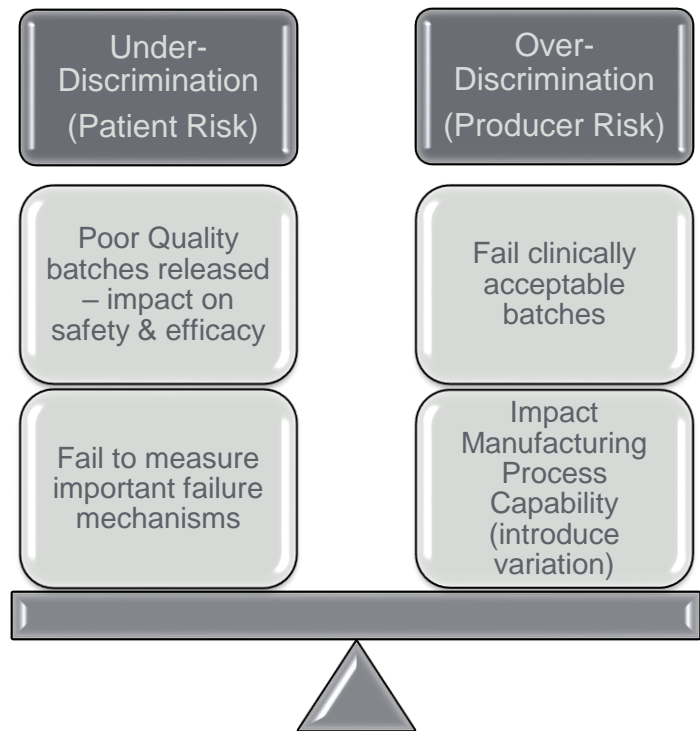 Under-
Discrimination
(Patient Risk)
Poor Quality
batches released
– impact on
safety & efficacy
Fail to measure
important failure
mechanisms
Over-
Discrimination
(Producer Risk)
Fail clinically
acceptable
batches
Impact
Manufacturing
Process
Capability
(introduce
variation)